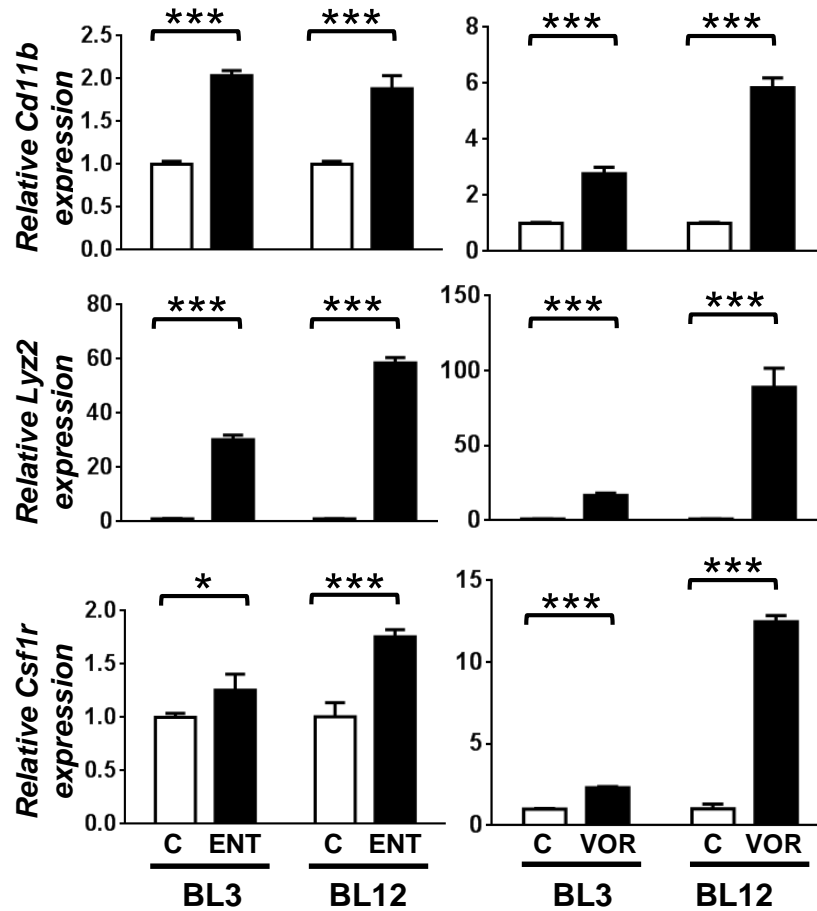 *** *** *** ***
Relative Cd11b
expression
2.5
2.0
1.5
1.0
0.5
0.0
8
6
4
2
0
*** *** *** ***
Relative Lyz2
expression
80
60
40
20
0
150
100
50
0
* *** *** ***
Relative Csf1r
expression
2.0
1.5
1.0
0.5
0.0
15
10
5
0
C ENT C ENT C VOR C VOR
BL3 BL12 BL3 BL12